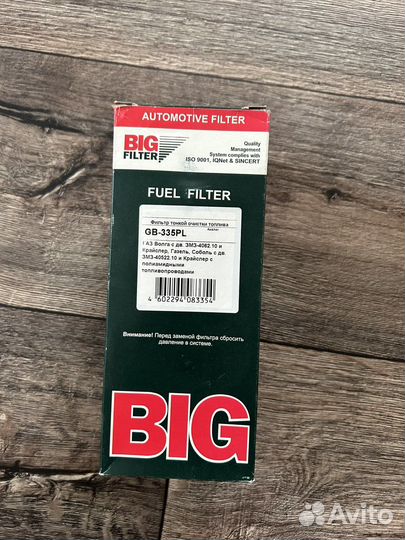 AUTOMOTIVE FILTER
BIG
FILTER
Quality
Management
System complies with
ISO 9001, IQNet & SINCERT
FUEL FILTER
Фильтр тонкой очистки топлива
GB-335PL
ГАЗ Волга с дв. ЗМЗ-4062.10 и
Крайслер, Газель, Соболь с дв.
ЗМЗ-40522.10 и Крайслер с
полиамидными
топливопроводами
4 602294 083354
Внимание! Перед заменой фильтра сбросить
давление в системе.
BIG
Avito